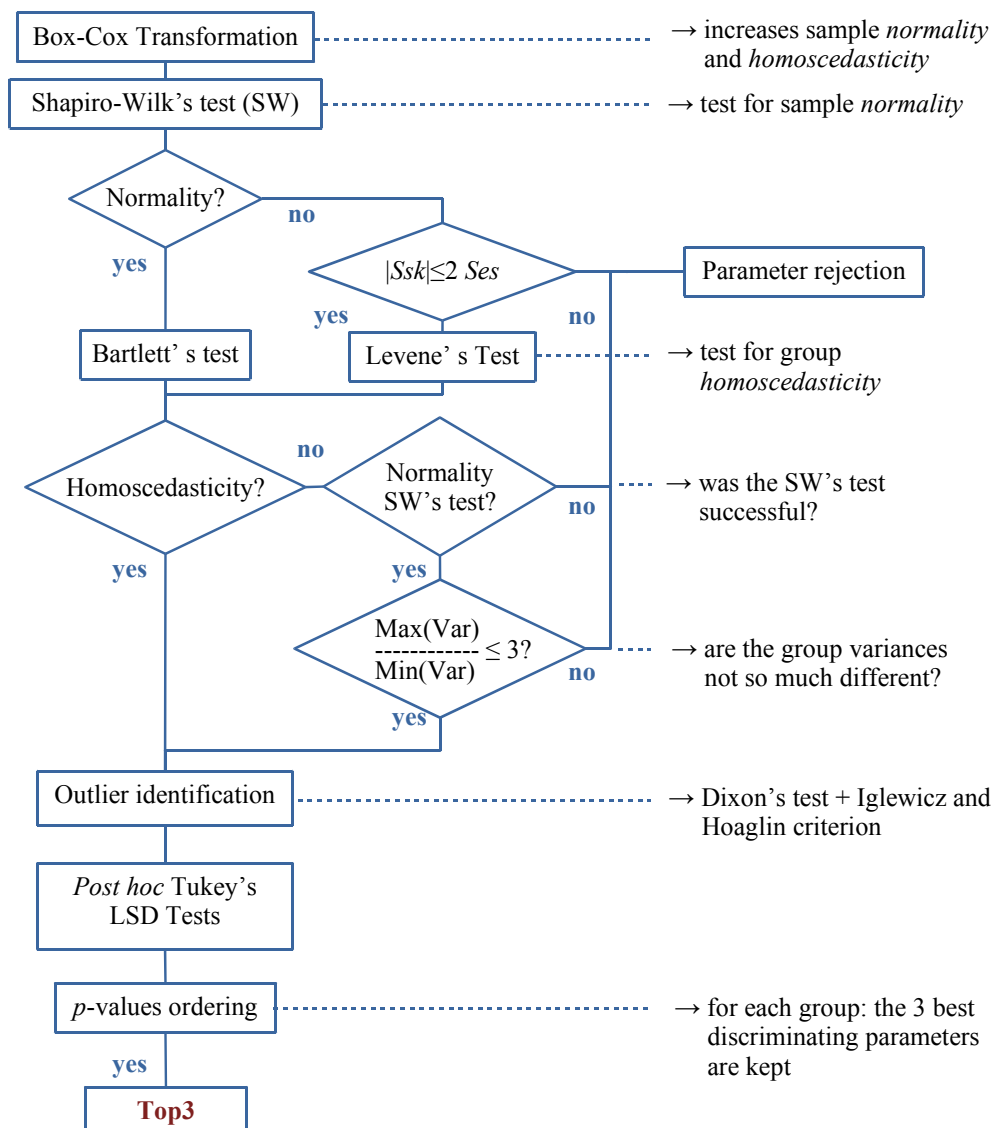 Box-Cox Transformation
→ increases sample normality
and homoscedasticity
Shapiro-Wilk’s test (SW)
→ test for sample normality
Normality?
no
yes
|Ssk|≤2 Ses
Parameter rejection
yes
no
Bartlett’ s test
Levene’ s Test
→ test for group
homoscedasticity
Homoscedasticity?
no
Normality
SW’s test?
no
→ was the SW’s test
successful?
yes
yes
Max(Var)
------------
Min(Var)
≤ 3?
no
→ are the group variances
not so much different?
yes
Outlier identification
→ Dixon’s test + Iglewicz and
Hoaglin criterion
Post hoc Tukey’s
LSD Tests
p-values ordering
→ for each group: the 3 best
discriminating parameters
are kept
yes
Top3